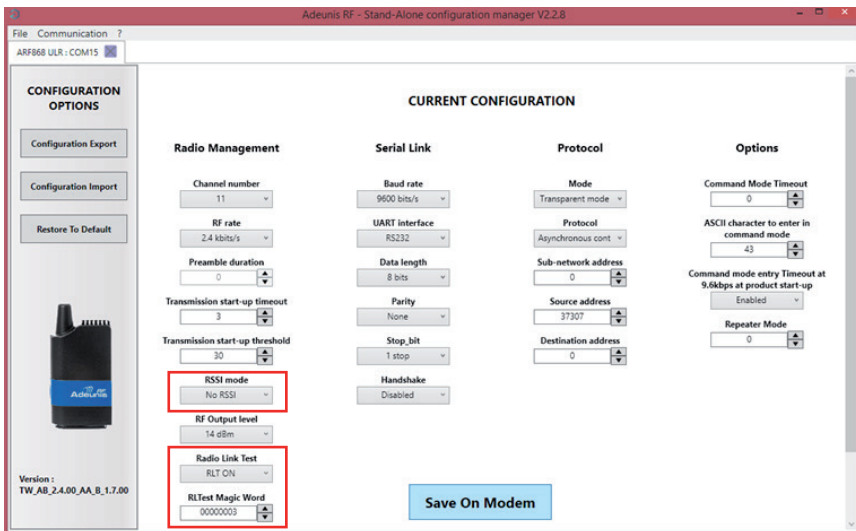 Adeunis RF - Stand-Alone configuration manager V2.2.8
File Communication ?
ARF868 ULR : COM15
CONFIGURATION
OPTIONS
Configuration Export
Configuration Import
Restore To Default
Adeunis RF
Version :
TW_AB_2.4.00_AA_B_1.7.00
CURRENT CONFIGURATION
Radio Management
Channel number
11
RF rate
2.4 kbits/s
Preamble duration
0
Transmission start-up timeout
3
Transmission start-up threshold
30
RSSI mode
No RSSI
RF Output level
14 dBm
Radio Link Test
RLT ON
RLTest Magic Word
00000003
Serial Link
Baud rate
9600 bits/s
UART interface
RS232
Data length
8 bits
Parity
None
Stop_bit
1 stop
Handshake
Disabled
Protocol
Mode
Transparent mode
Protocol
Asynchronous cont
Sub-network address
0
Source address
37307
Destination address
0
Options
Command Mode Timeout
0
ASCII character to enter in
command mode
43
Command mode entry Timeout at
9.6kbps at product start-up
Enabled
Repeater Mode
0
Save On Modem